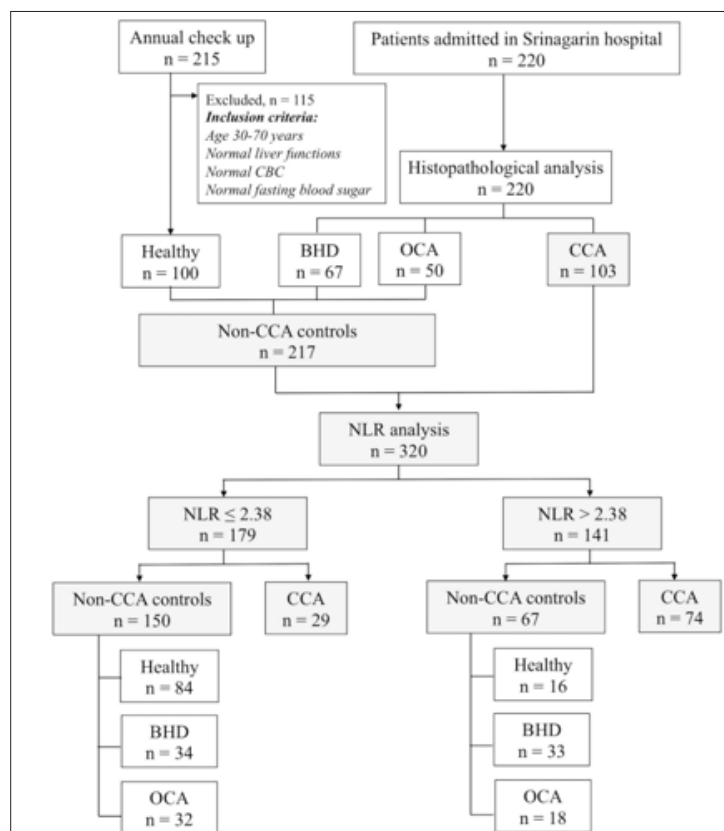 Annual check up
n = 215
Patients admitted in Srinagarin hospital
n = 220
Excluded, n = 115
Inclusion criteria:
Age 30-70 years
Normal liver functions
Normal CBC
Normal fasting blood sugar
Histopathological analysis
n = 220
Healthy
n = 100
BHD
n = 67
OCA
n = 50
CCA
n = 103
Non-CCA controls
n = 217
NLR analysis
n = 320
NLR ≤ 2.38
n = 179
NLR > 2.38
n = 141
Non-CCA controls
n = 150
CCA
n = 29
Non-CCA controls
n = 67
CCA
n = 74
Healthy
n = 84
BHD
n = 34
OCA
n = 32
Healthy
n = 16
BHD
n = 33
OCA
n = 18